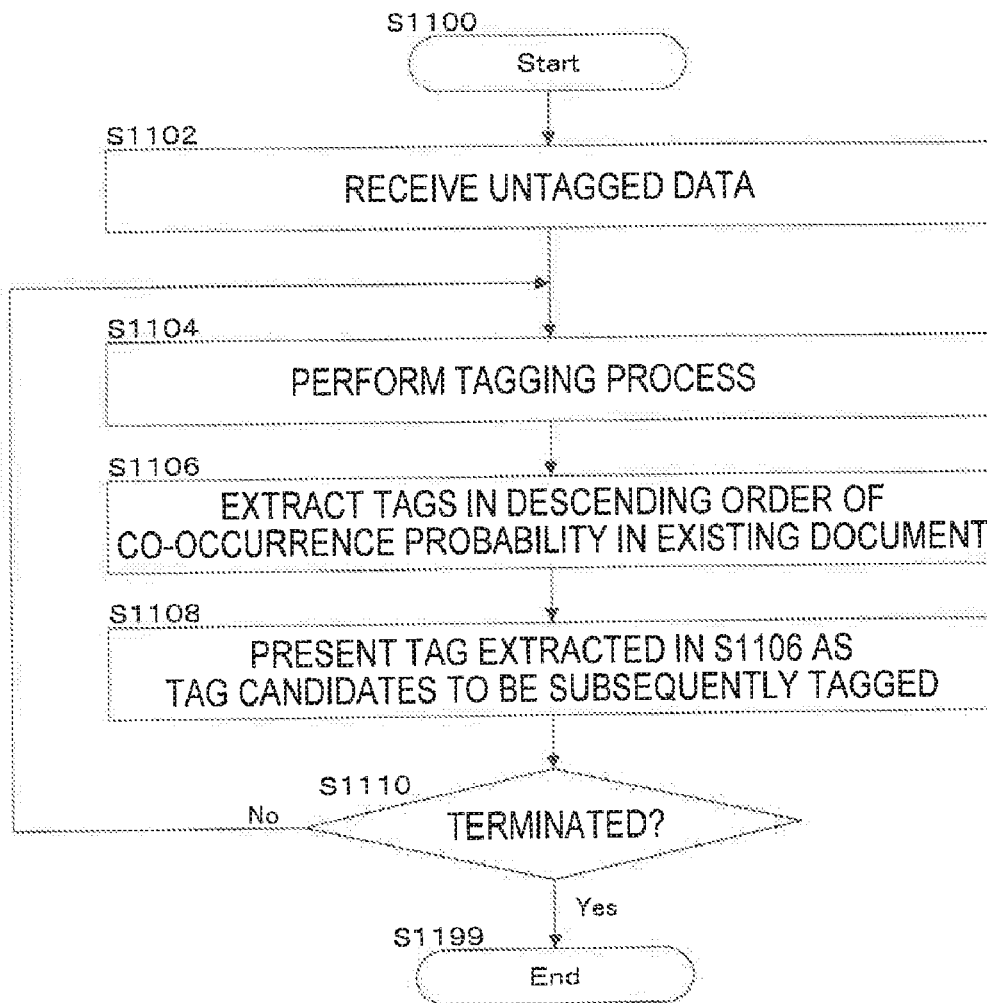 S1100
Start
S1102
RECEIVE UNTAGGED DATA
S1104
PERFORM TAGGING PROCESS
S1106
EXTRACT TAGS IN DESCENDING ORDER OF
CO-OCCURRENCE PROBABILITY IN EXISTING DOCUMENT
S1108
PRESENT TAG EXTRACTED IN S1106 AS
TAG CANDIDATES TO BE SUBSEQUENTLY TAGGED
S1110
No
TERMINATED?
Yes
S1199
End